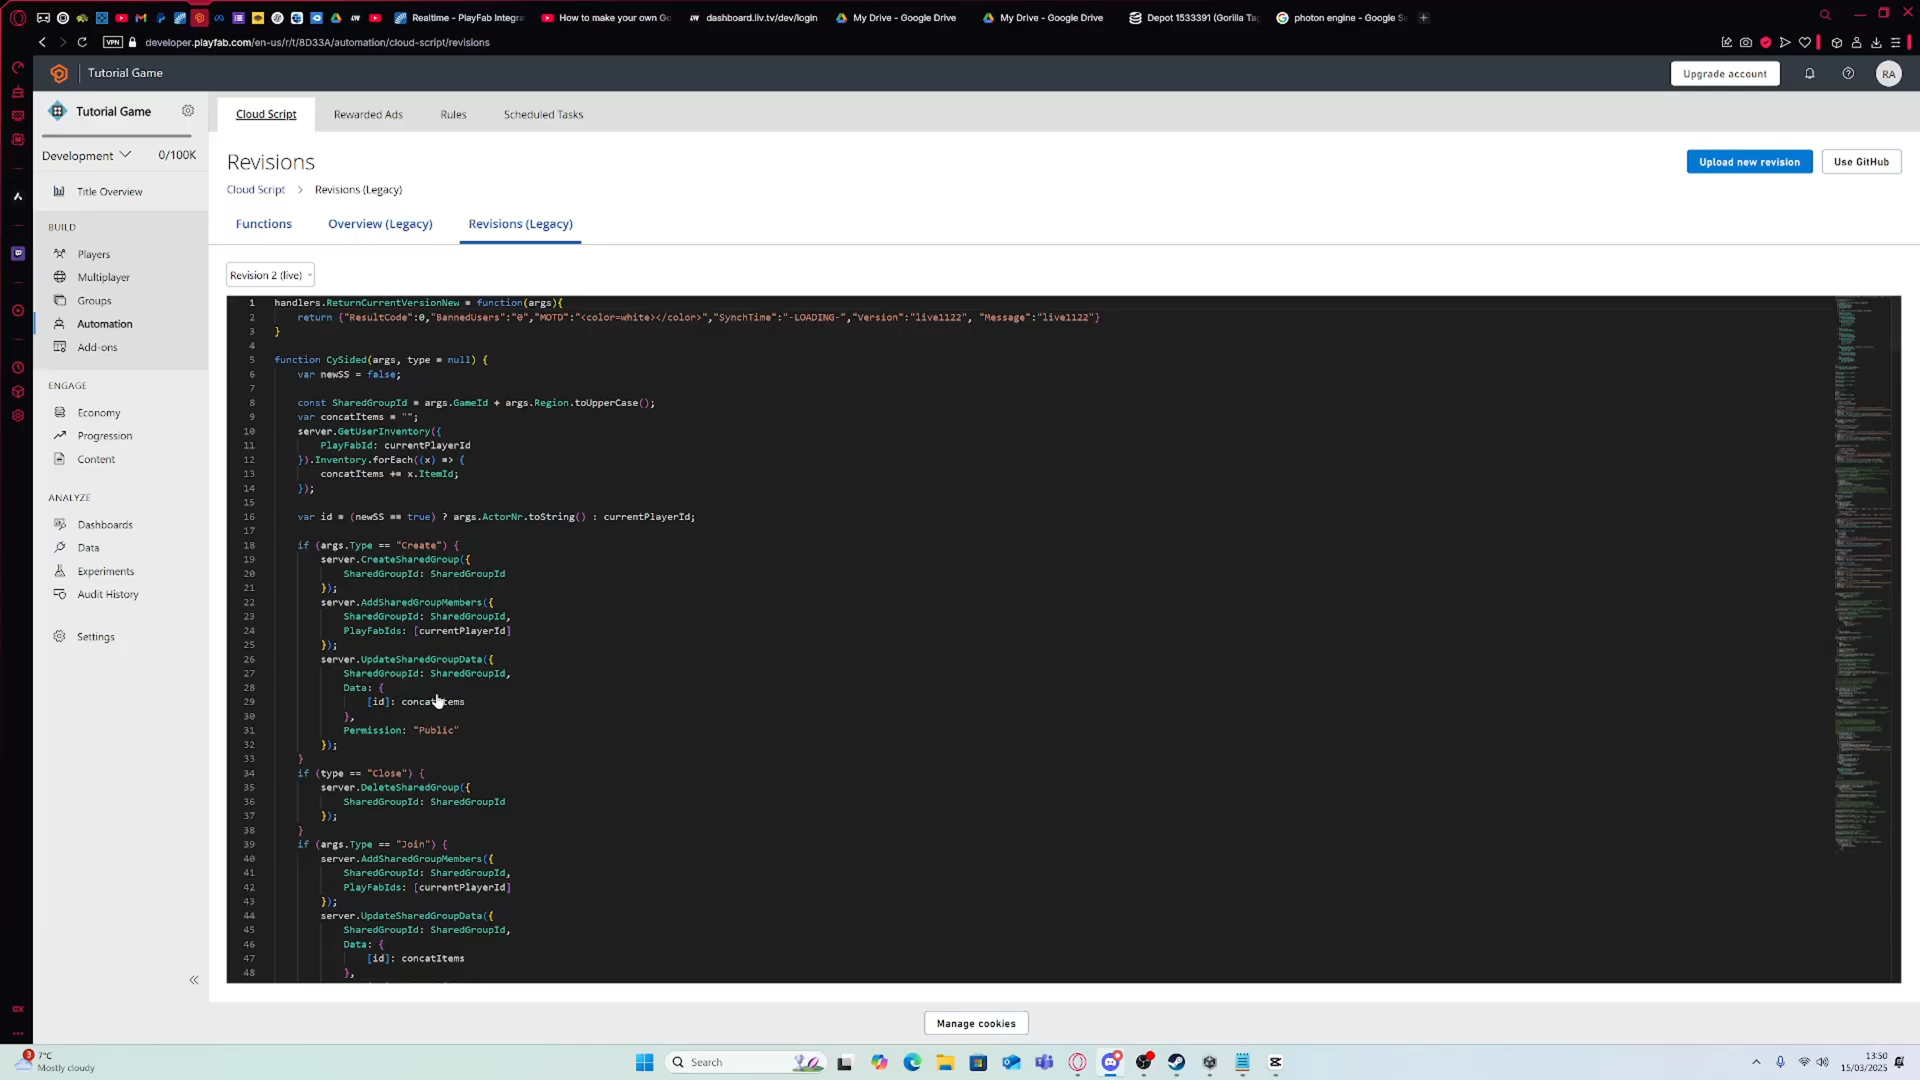 Realtime - PlayFab Integra
How to make your own Go
dashboard.liv.tv/dev/login
My Drive - Google Drive
My Drive - Google Drive
Depot 1533391 (Gorilla Ta
photon engine - Google Se
VPN
developer.playfab.com/en-us/r/t/8D33A/automation/cloud-script/revisions
Tutorial Game
Upgrade account
RA
Tutorial Game
Development
0/100K
Title Overview
BUILD
Players
Multiplayer
Groups
Automation
Add-ons
ENGAGE
Economy
Progression
Content
ANALYZE
Dashboards
Data
Experiments
Audit History
Settings
Cloud Script
Rewarded Ads
Rules
Scheduled Tasks
Revisions
Upload new revision
Use GitHub
Cloud Script > Revisions (Legacy)
Functions
Overview (Legacy)
Revisions (Legacy)
Revision 2 (live)
1 handlers.ReturnCurrentVersionNew = function(args){
2 return {"ResultCode":0,"BannedUsers":"0","MOTD":"<color=white></color>","SynchTime":"-LOADING-","Version":"live1122", "Message":"live1122"}
3 }
4
5 function CySided(args, type = null) {
6 var newSS = false;
7
8 const SharedGroupId = args.GameId + args.Region.toUpperCase();
9 var concatItems = "";
10 server.GetUserInventory({
11 PlayFabId: currentPlayerId
12 }).Inventory.forEach((x) => {
13 concatItems += x.ItemId;
14 });
15
16 var id = (newSS == true) ? args.ActorNr.toString() : currentPlayerId;
17
18 if (args.Type == "Create") {
19 server.CreateSharedGroup({
20 SharedGroupId: SharedGroupId
21 });
22 server.AddSharedGroupMembers({
23 SharedGroupId: SharedGroupId,
24 PlayFabIds: [currentPlayerId]
25 });
26 server.UpdateSharedGroupData({
27 SharedGroupId: SharedGroupId,
28 Data: {
29 [id]: concatItems
30 },
31 Permission: "Public"
32 });
33 }
34 if (type == "Close") {
35 server.DeleteSharedGroup({
36 SharedGroupId: SharedGroupId
37 });
38 }
39 if (args.Type == "Join") {
40 server.AddSharedGroupMembers({
41 SharedGroupId: SharedGroupId,
42 PlayFabIds: [currentPlayerId]
43 });
44 server.UpdateSharedGroupData({
45 SharedGroupId: SharedGroupId,
46 Data: {
47 [id]: concatItems
48 },
Manage cookies
3
7°C
Mostly cloudy
Search
13:50
15/03/2025